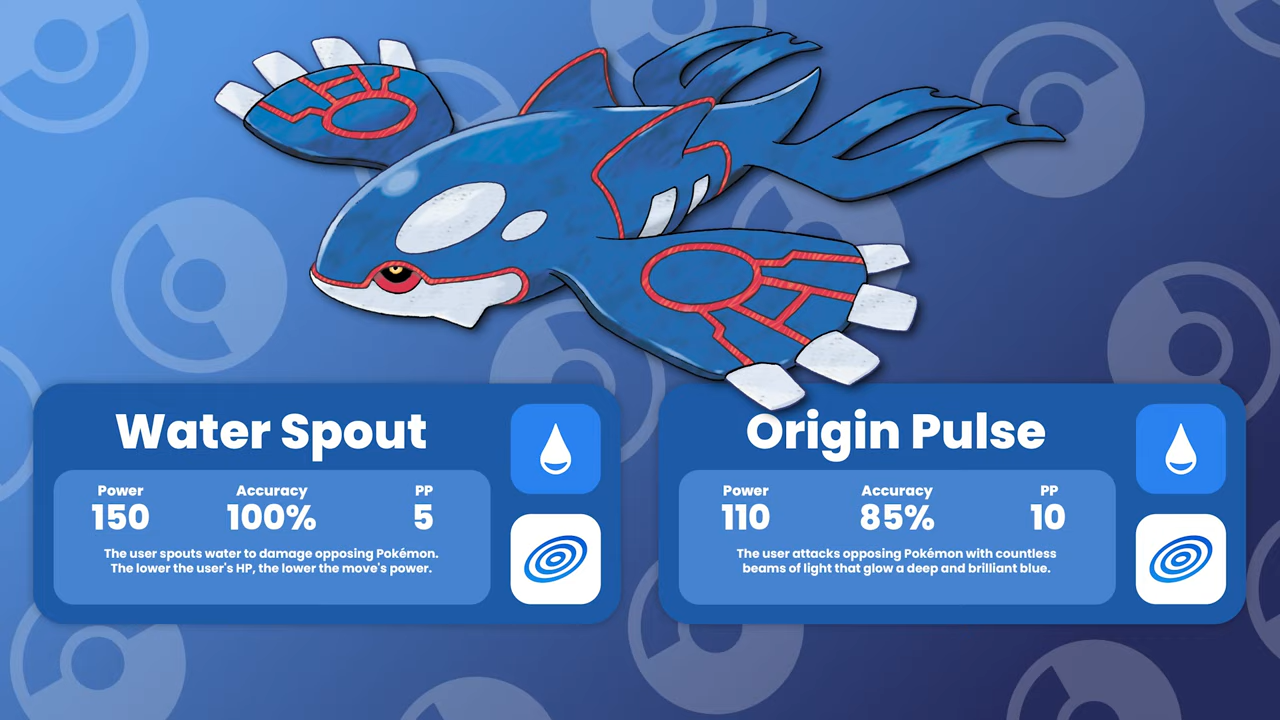 Water Spout
Power Accuracy PP
150 100% 5
The user spouts water to damage opposing Pokémon.
The lower the user's HP, the lower the move's power.
Origin Pulse
Power Accuracy PP
110 85% 10
The user attacks opposing Pokémon with countless
beams of light that glow a deep and brilliant blue.